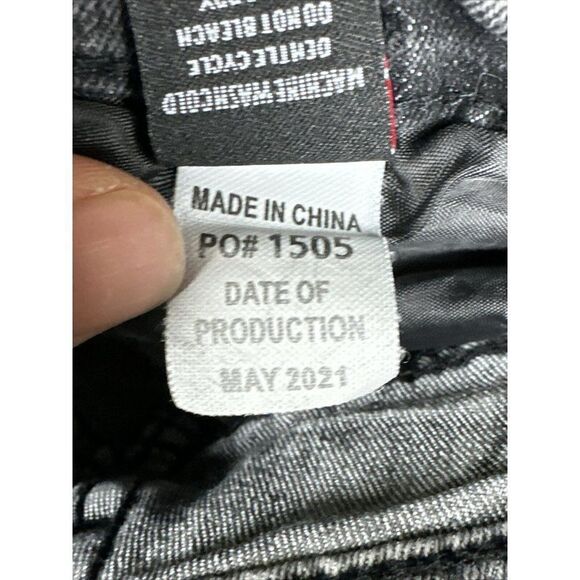 MACHINE WASH COLD
GENTLE CYCLE
DO NOT BLEACH
MADE IN CHINA
PO# 1505
DATE OF
PRODUCTION
MAY 2021